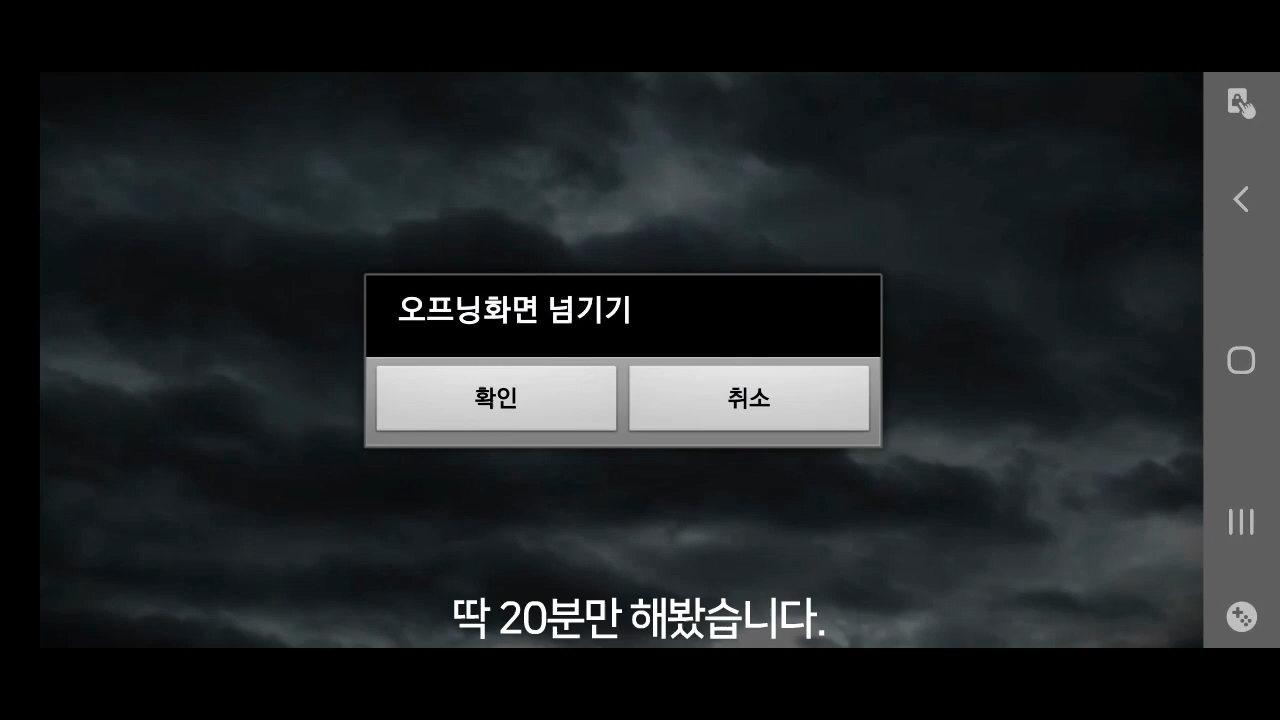 오프닝화면 넘기기
확인
취소
딱 20분만 해봤습니다.